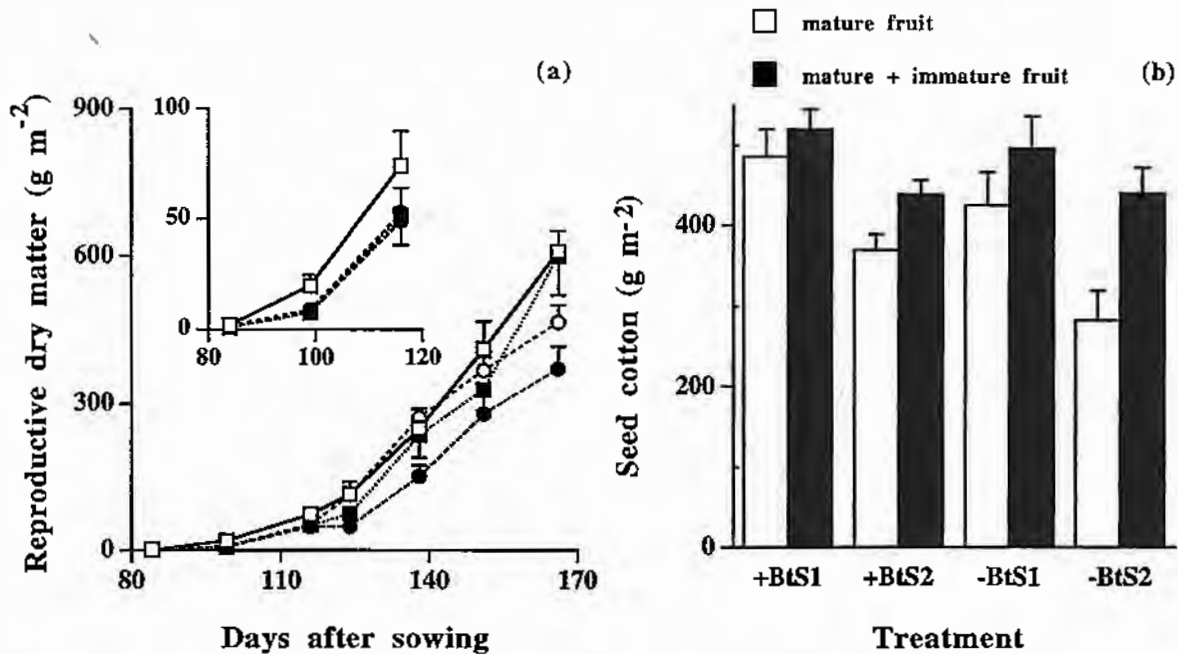 mature fruit
mature + immature fruit
(a)
(b)
Reproductive dry matter (g m-2)
900
600
300
0
100
50
0
80
100
120
80
110
140
170
Days after sowing
Seed cotton (g m-2)
400
200
0
+BtS1
+BtS2
-BtS1
-BtS2
Treatment